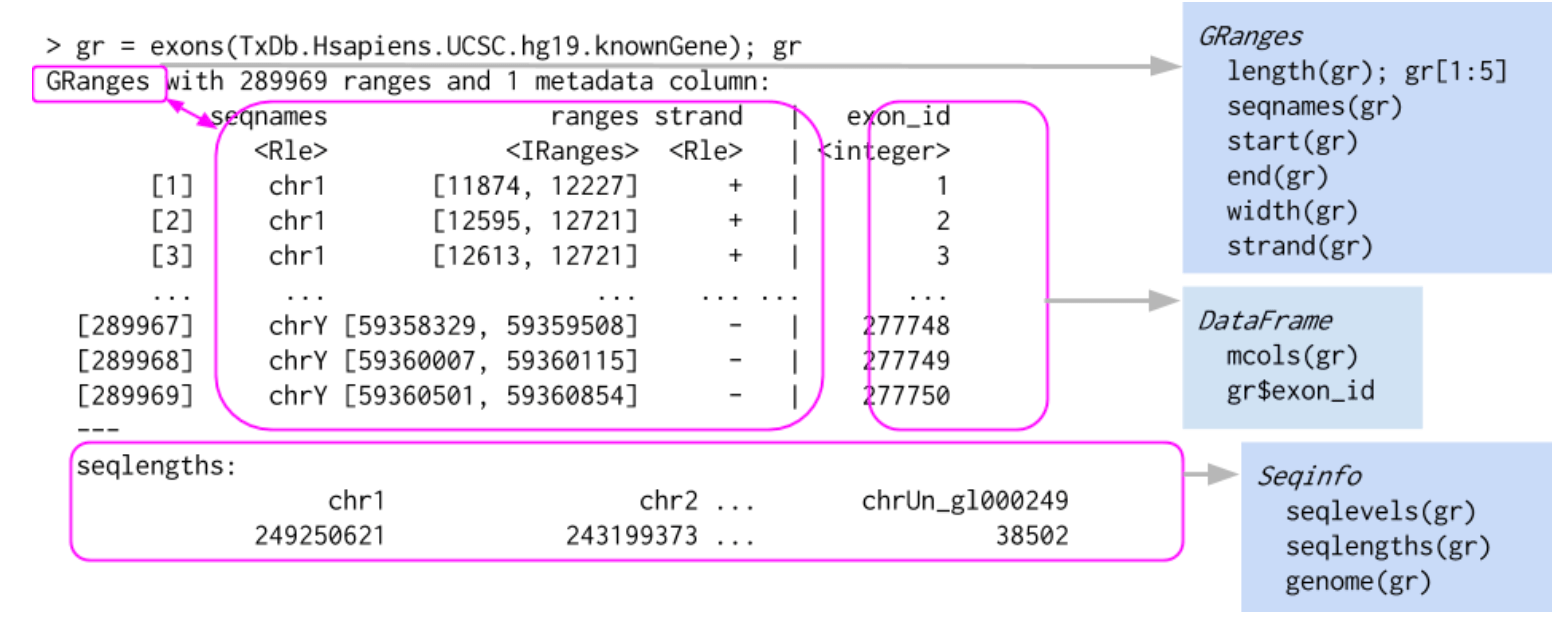 > gr = exons(TxDb.Hsapiens.UCSC.hg19.knownGene); gr
GRanges with 289969 ranges and 1 metadata column:
seqnames ranges strand | exon_id
<Rle> <IRanges> <Rle> | <integer>
[1] chr1 [11874, 12227] + | 1
[2] chr1 [12595, 12721] + | 2
[3] chr1 [12613, 12721] + | 3
... ... ... ... ... ...
[289967] chrY [59358329, 59359508] - | 277748
[289968] chrY [59360007, 59360115] - | 277749
[289969] chrY [59360501, 59360854] - | 277750
---
seqlengths:
chr1 chr2 ... chrUn_gl000249
249250621 243199373 ... 38502
GRanges
length(gr); gr[1:5]
seqnames(gr)
start(gr)
end(gr)
width(gr)
strand(gr)
DataFrame
mcols(gr)
gr$exon_id
Seqinfo
seqlevels(gr)
seqlengths(gr)
genome(gr)